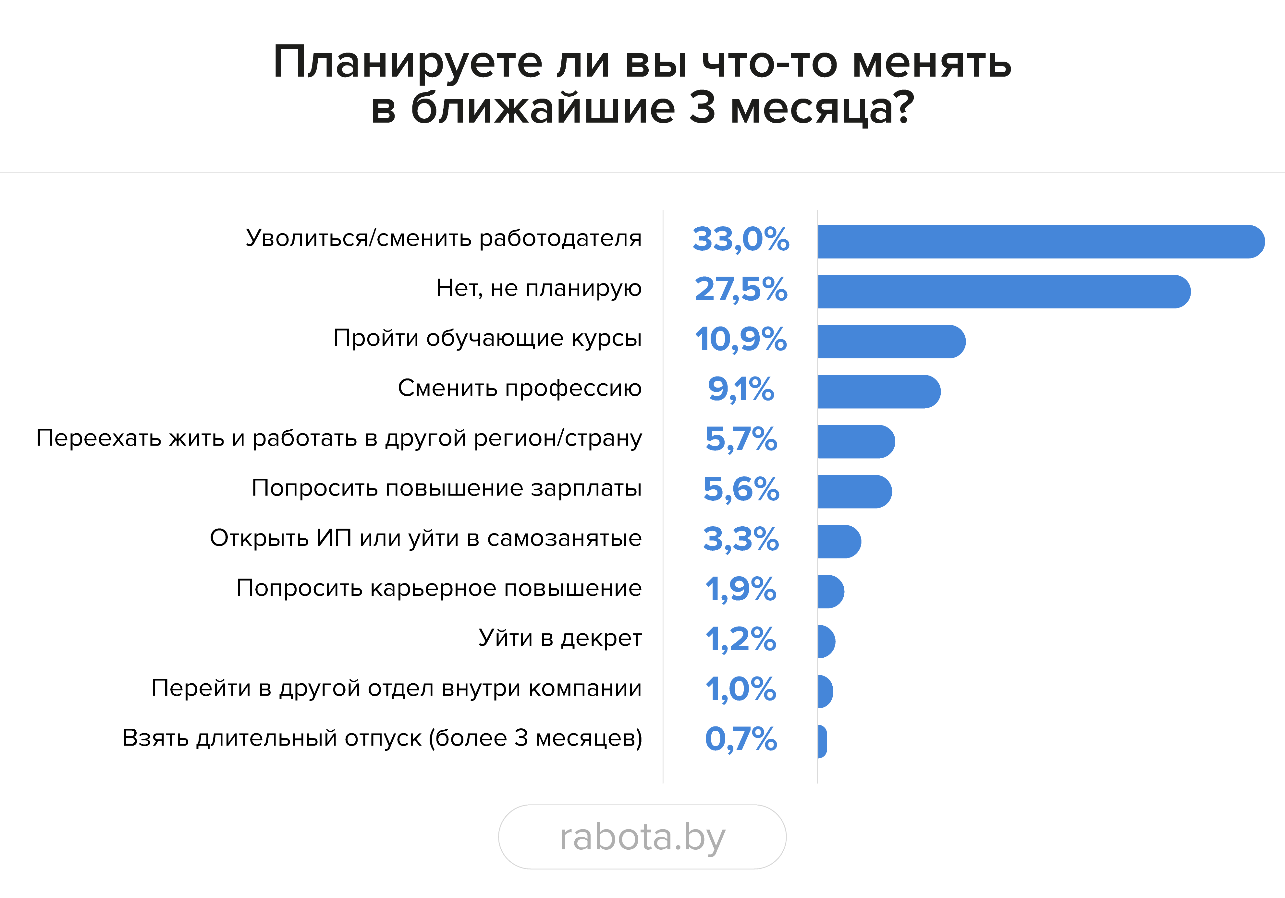 Планируете ли вы что-то менять
в ближайшие 3 месяца?
Уволиться/сменить работодателя 33,0%
Нет, не планирую 27,5%
Пройти обучающие курсы 10,9%
Сменить профессию 9,1%
Переехать жить и работать в другой регион/страну 5,7%
Попросить повышение зарплаты 5,6%
Открыть ИП или уйти в самозанятые 3,3%
Попросить карьерное повышение 1,9%
Уйти в декрет 1,2%
Перейти в другой отдел внутри компании 1,0%
Взять длительный отпуск (более 3 месяцев) 0,7%
rabota.by